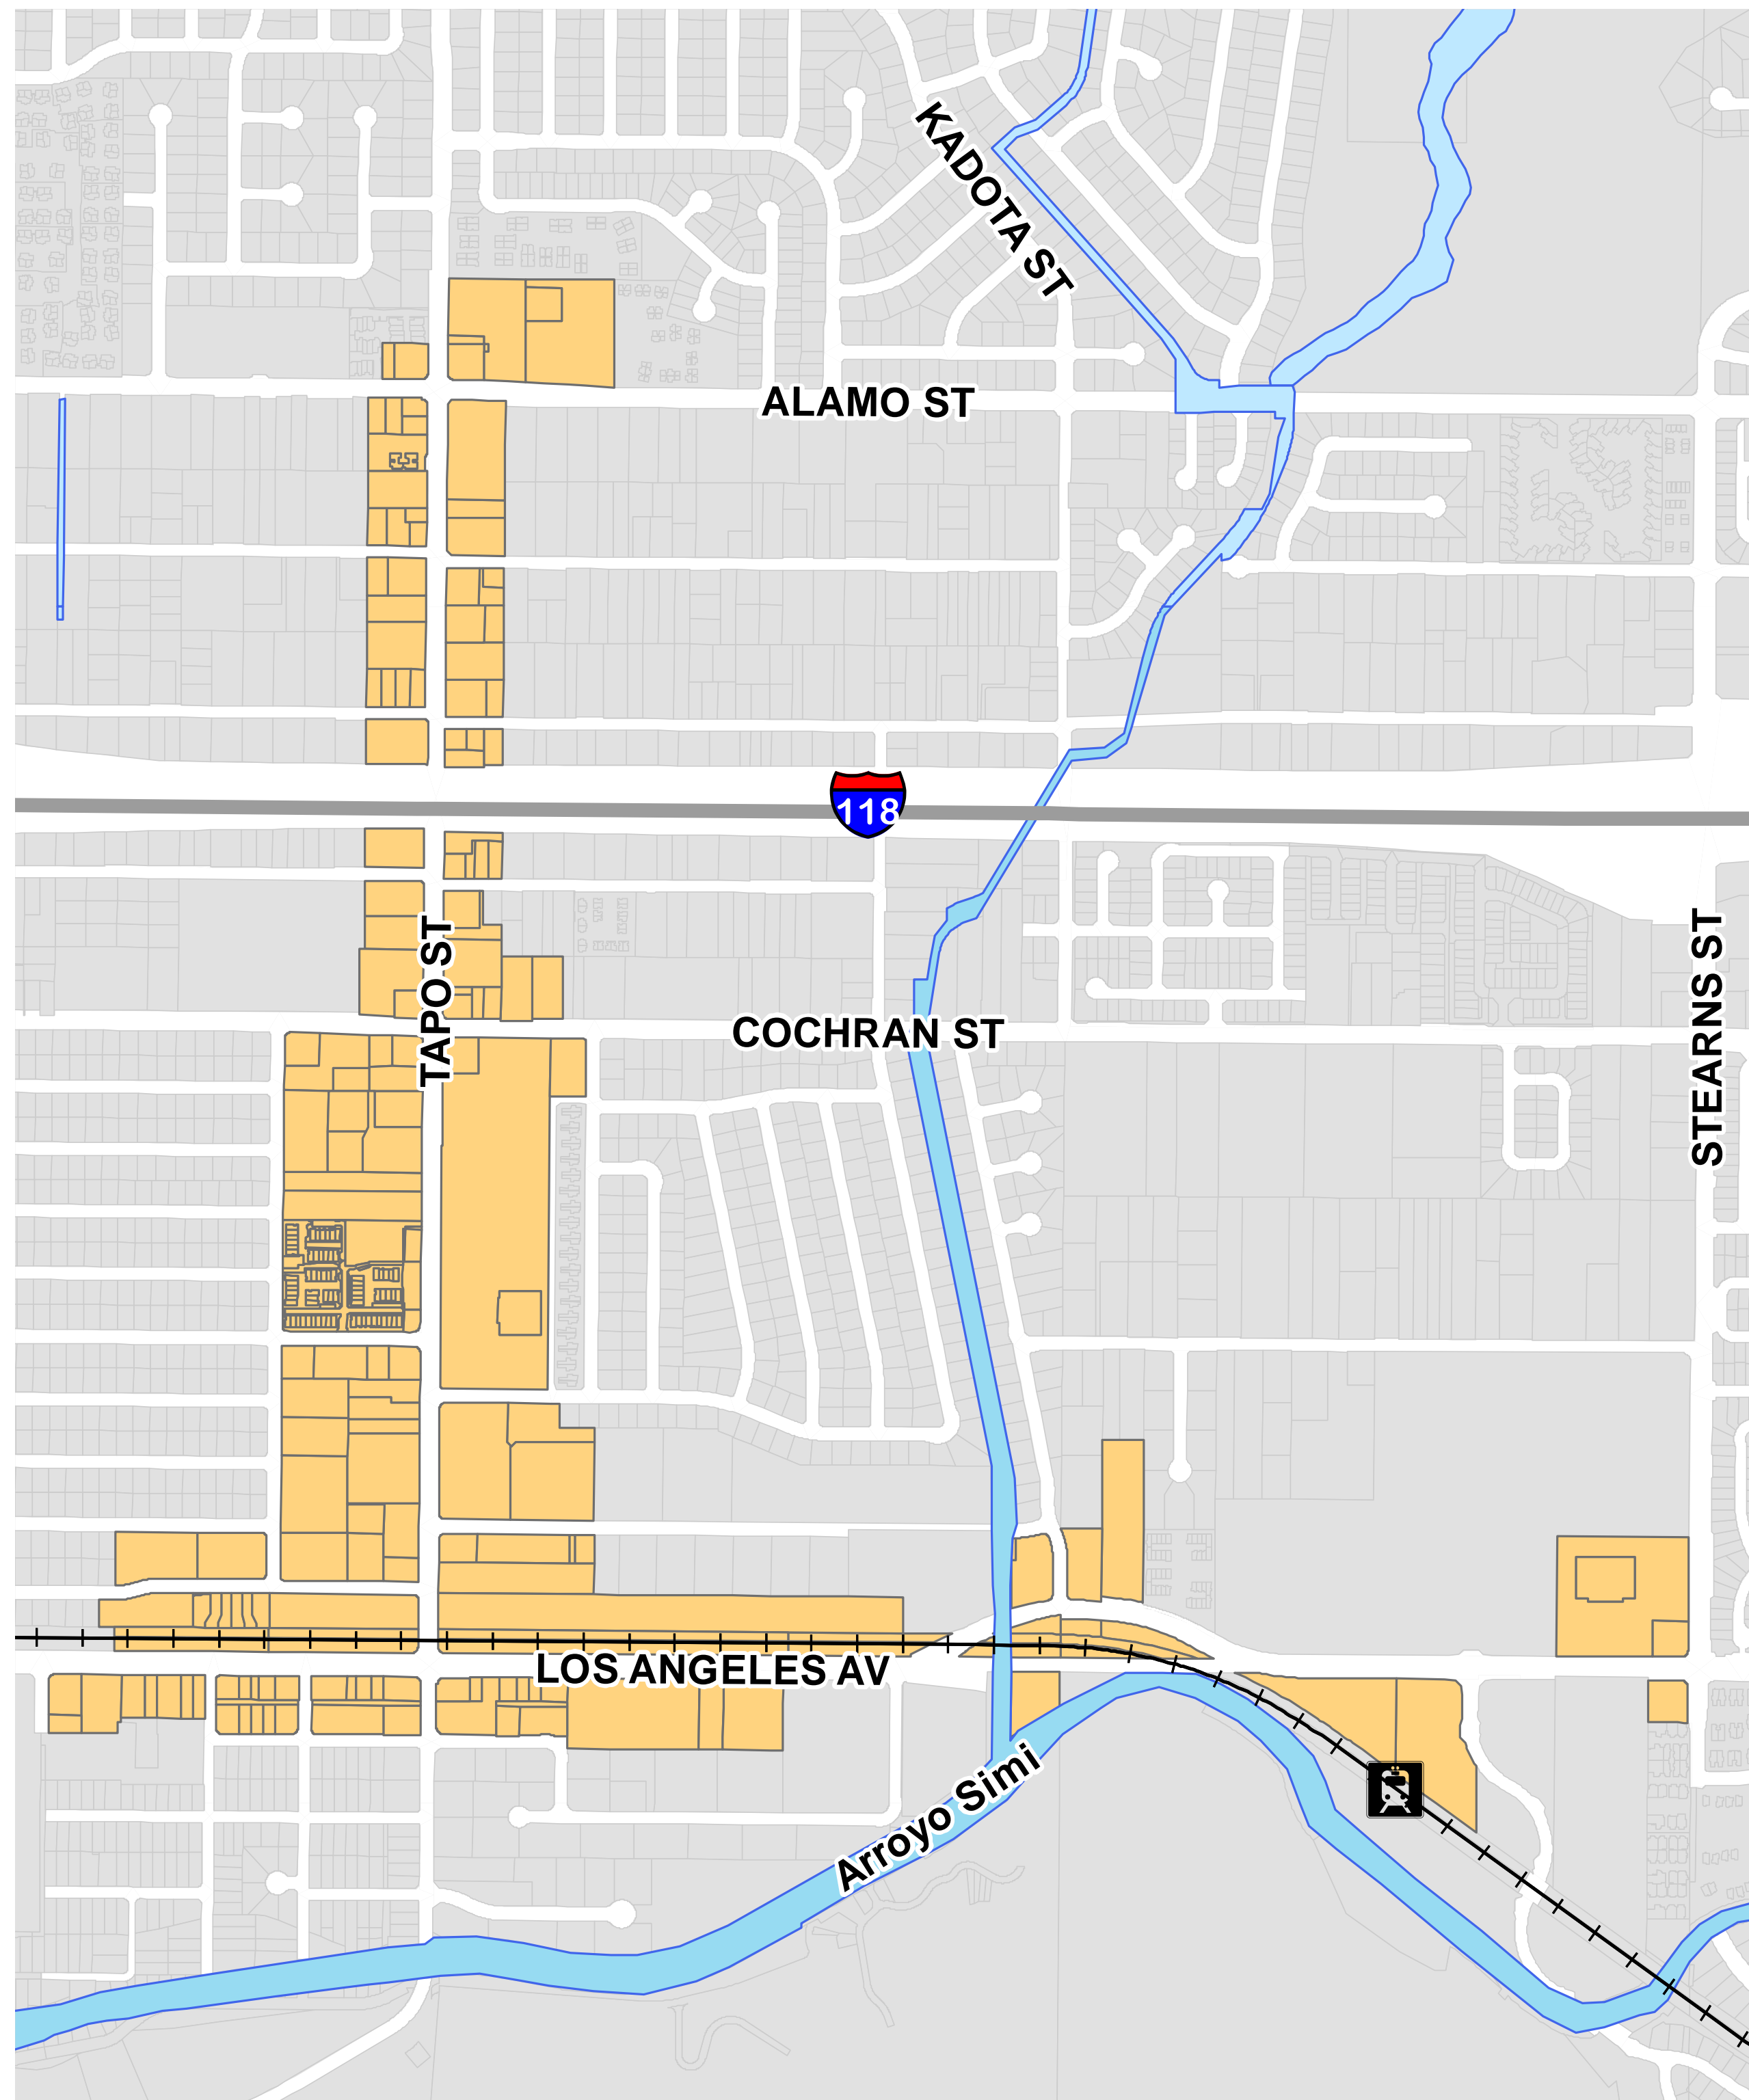 KADOTA ST
ALAMO ST
118
TAPO ST
COCHRAN ST
STEARNS ST
LOS ANGELES AV
Arroyo Simi